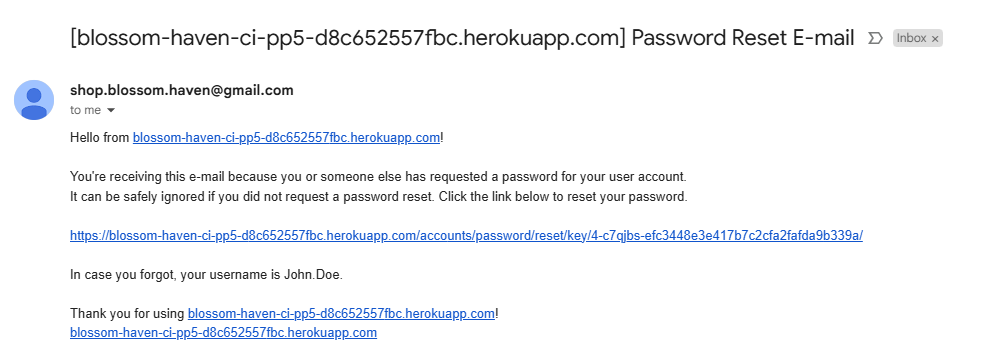 [blossom-haven-ci-pp5-d8c652557fbc.herokuapp.com] Password Reset E-mail Inbox ×
shop.blossom.haven@gmail.com
to me
Hello from blossom-haven-ci-pp5-d8c652557fbc.herokuapp.com!
You're receiving this e-mail because you or someone else has requested a password for your user account.
It can be safely ignored if you did not request a password reset. Click the link below to reset your password.
https://blossom-haven-ci-pp5-d8c652557fbc.herokuapp.com/accounts/password/reset/key/4-c7qjbs-efc3448e3e417b7c2cfa2fafda9b339a/
In case you forgot, your username is John.Doe.
Thank you for using blossom-haven-ci-pp5-d8c652557fbc.herokuapp.com!
blossom-haven-ci-pp5-d8c652557fbc.herokuapp.com